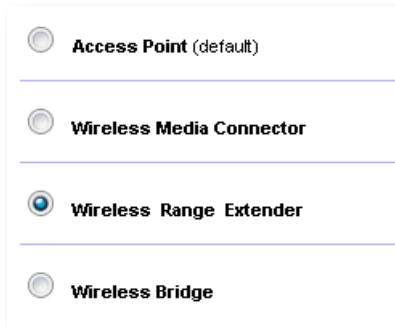 Access Point (default)
Wireless Media Connector
Wireless Range Extender
Wireless Bridge